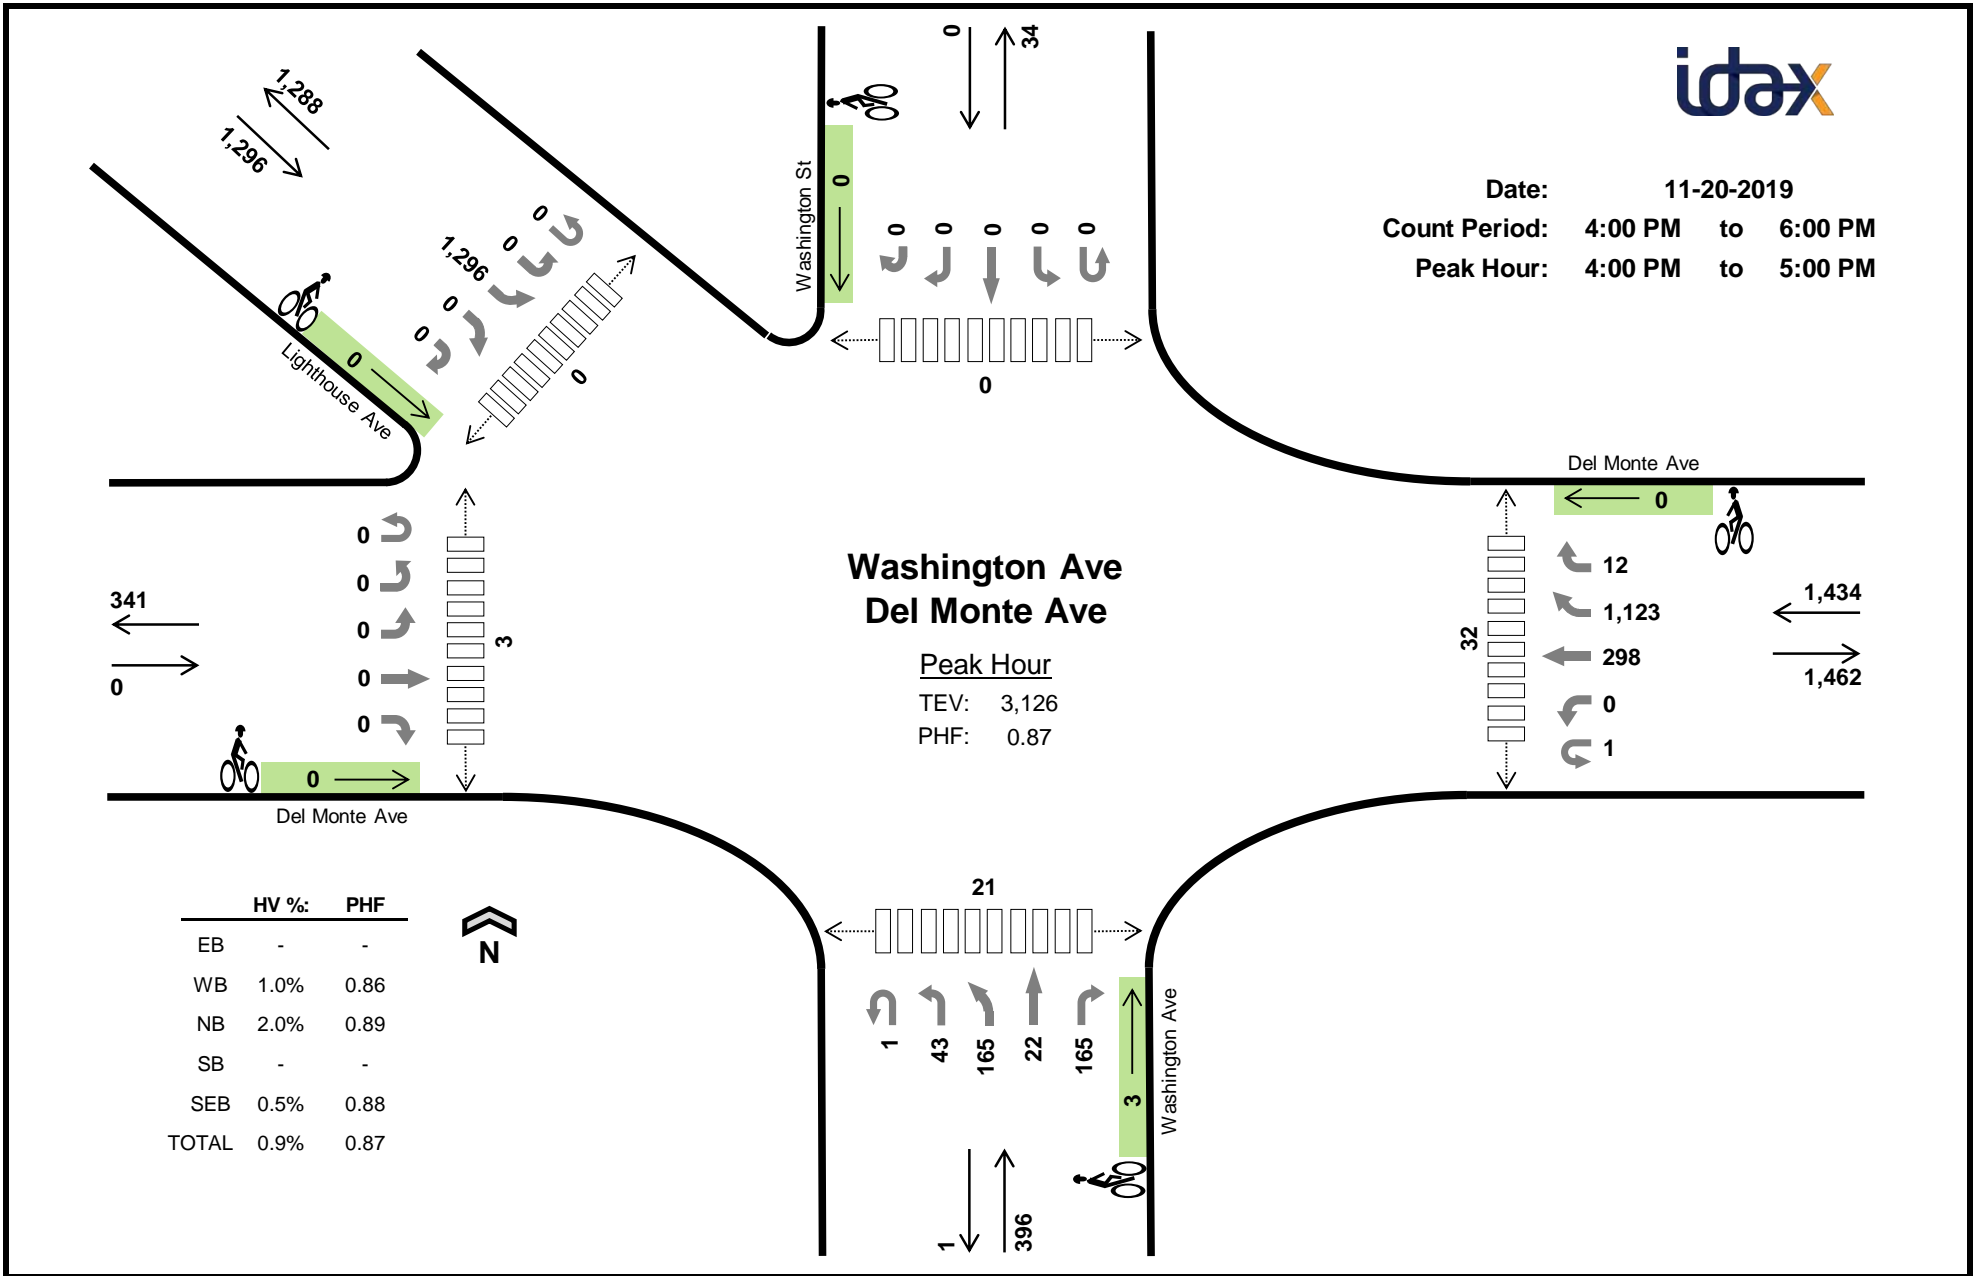 idax
Date: 11-20-2019
Count Period: 4:00 PM to 6:00 PM
Peak Hour: 4:00 PM to 5:00 PM
1,288
1,296
0
34
Washington St
0
0 0 0 0 0
0
0
0
1,296
0
0
0
Lighthouse Ave
0
Del Monte Ave
0
12
1,123
298
0
1
32
1,434
1,462
0
0
0
0
0
3
341
0
0
Del Monte Ave
Washington Ave
Del Monte Ave
Peak Hour
TEV: 3,126
PHF: 0.87
21
1 43 165 22 165
3
Washington Ave
1
396
HV %: PHF
EB - -
WB 1.0% 0.86
NB 2.0% 0.89
SB - -
SEB 0.5% 0.88
TOTAL 0.9% 0.87
N